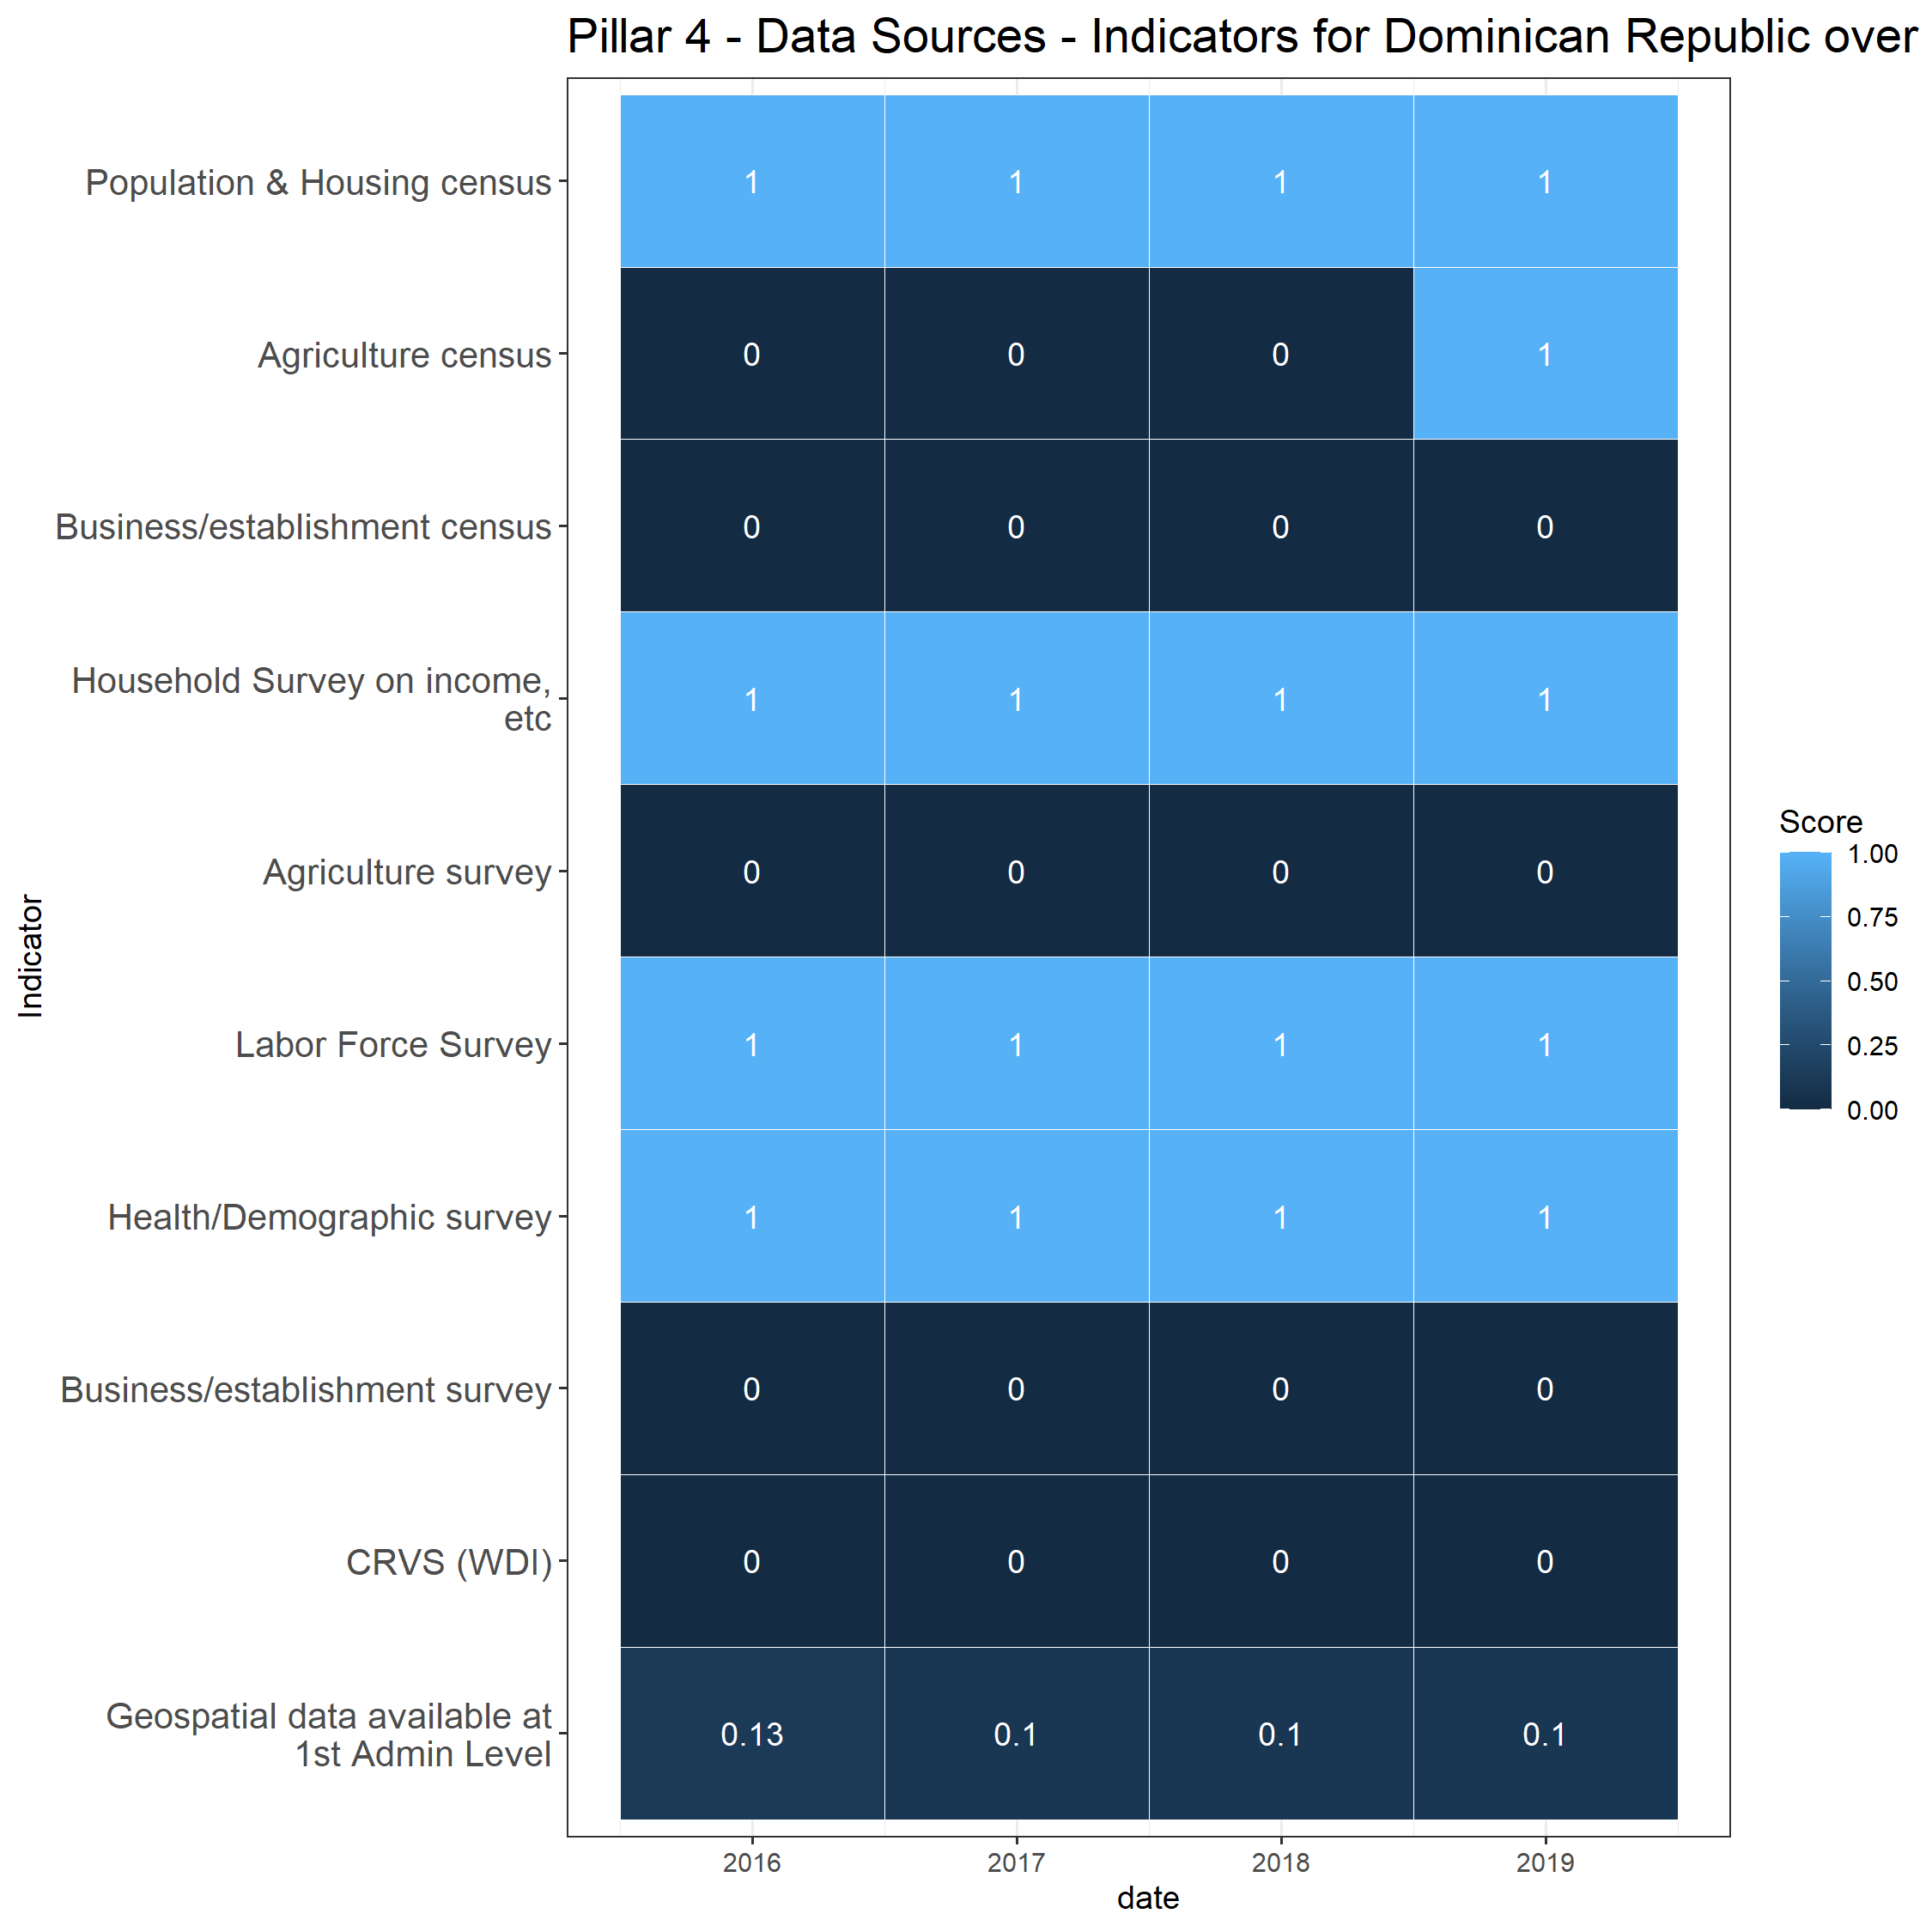 Pillar 4 - Data Sources - Indicators for Dominican Republic over
Population & Housing census
1 1 1 1
Agriculture census
0 0 0 1
Business/establishment census
0 0 0 0
Household Survey on income,
etc
1 1 1 1
Agriculture survey
0 0 0 0
Labor Force Survey
1 1 1 1
Health/Demographic survey
1 1 1 1
Business/establishment survey
0 0 0 0
CRVS (WDI)
0 0 0 0
Geospatial data available at
1st Admin Level
0.13 0.1 0.1 0.1
2016 2017 2018 2019
date
Indicator
Score
1.00
0.75
0.50
0.25
0.00